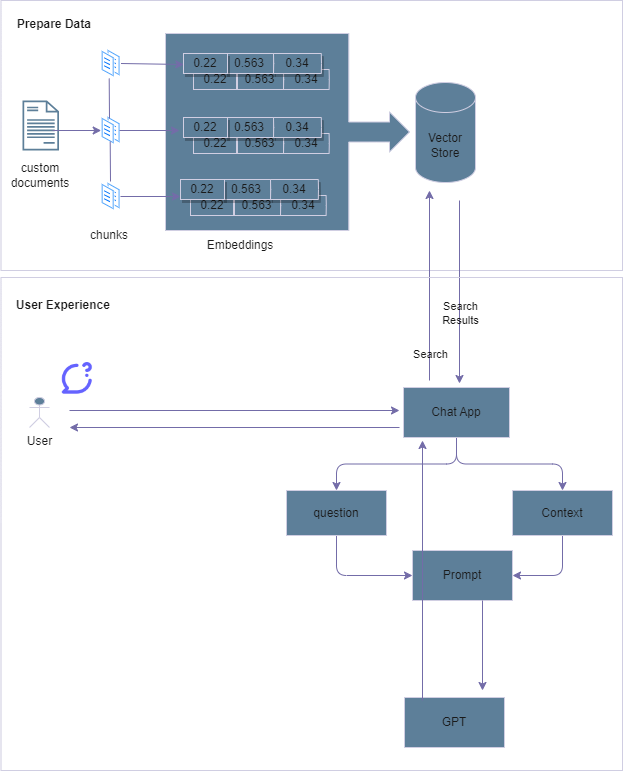 Prepare Data
0.22 0.563 0.34
0.22 0.563 0.34
0.22 0.563 0.34
0.22 0.563 0.34
0.22 0.563 0.34
0.22 0.563 0.34
Vector
Store
custom
documents
chunks
Embeddings
User Experience
Search
Results
Search
?
User
Chat App
question
Context
Prompt
GPT